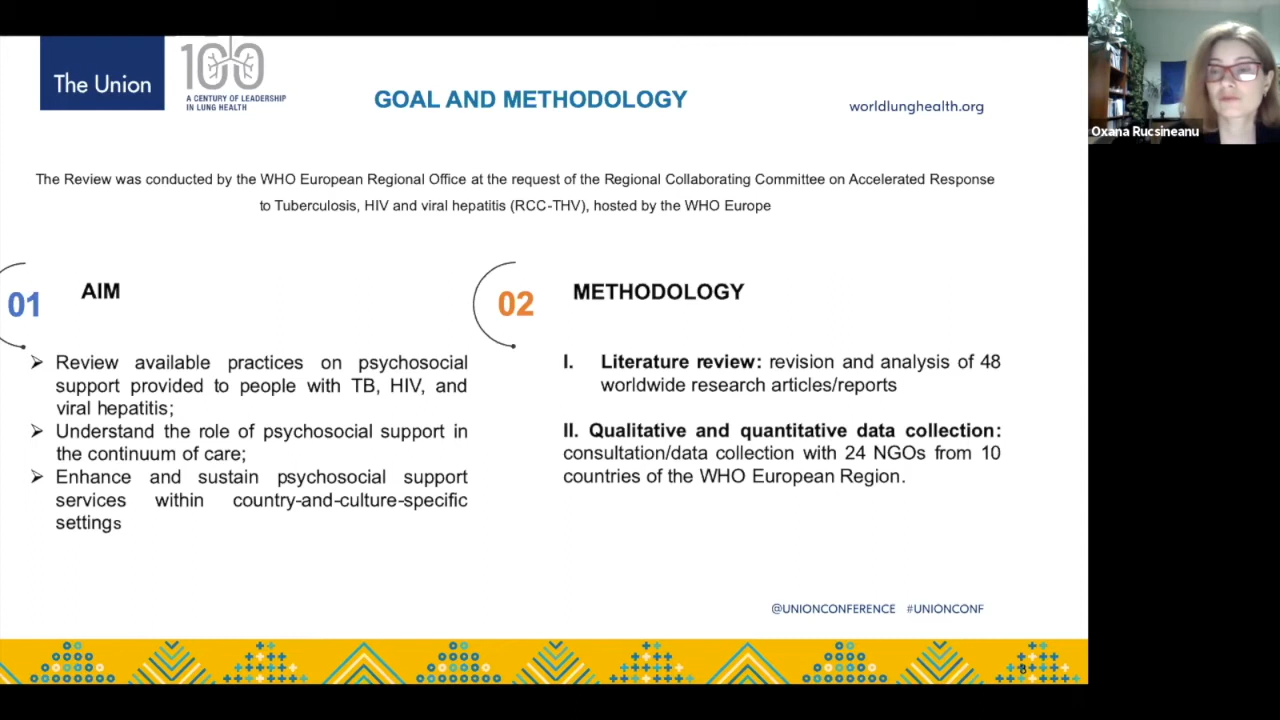 The Union
100
A CENTURY OF LEADERSHIP
IN LUNG HEALTH
GOAL AND METHODOLOGY
worldlunghealth.org
Oxana Rucsineanu
The Review was conducted by the WHO European Regional Office at the request of the Regional Collaborating Committee on Accelerated Response
to Tuberculosis, HIV and viral hepatitis (RCC-THV), hosted by the WHO Europe
01
AIM
➢ Review available practices on psychosocial
support provided to people with TB, HIV, and
viral hepatitis;
➢ Understand the role of psychosocial support in
the continuum of care;
➢ Enhance and sustain psychosocial support
services within country-and-culture-specific
settings
02
METHODOLOGY
I. Literature review: revision and analysis of 48
worldwide research articles/reports
II. Qualitative and quantitative data collection:
consultation/data collection with 24 NGOs from 10
countries of the WHO European Region.
@UNIONCONFERENCE #UNIONCONF